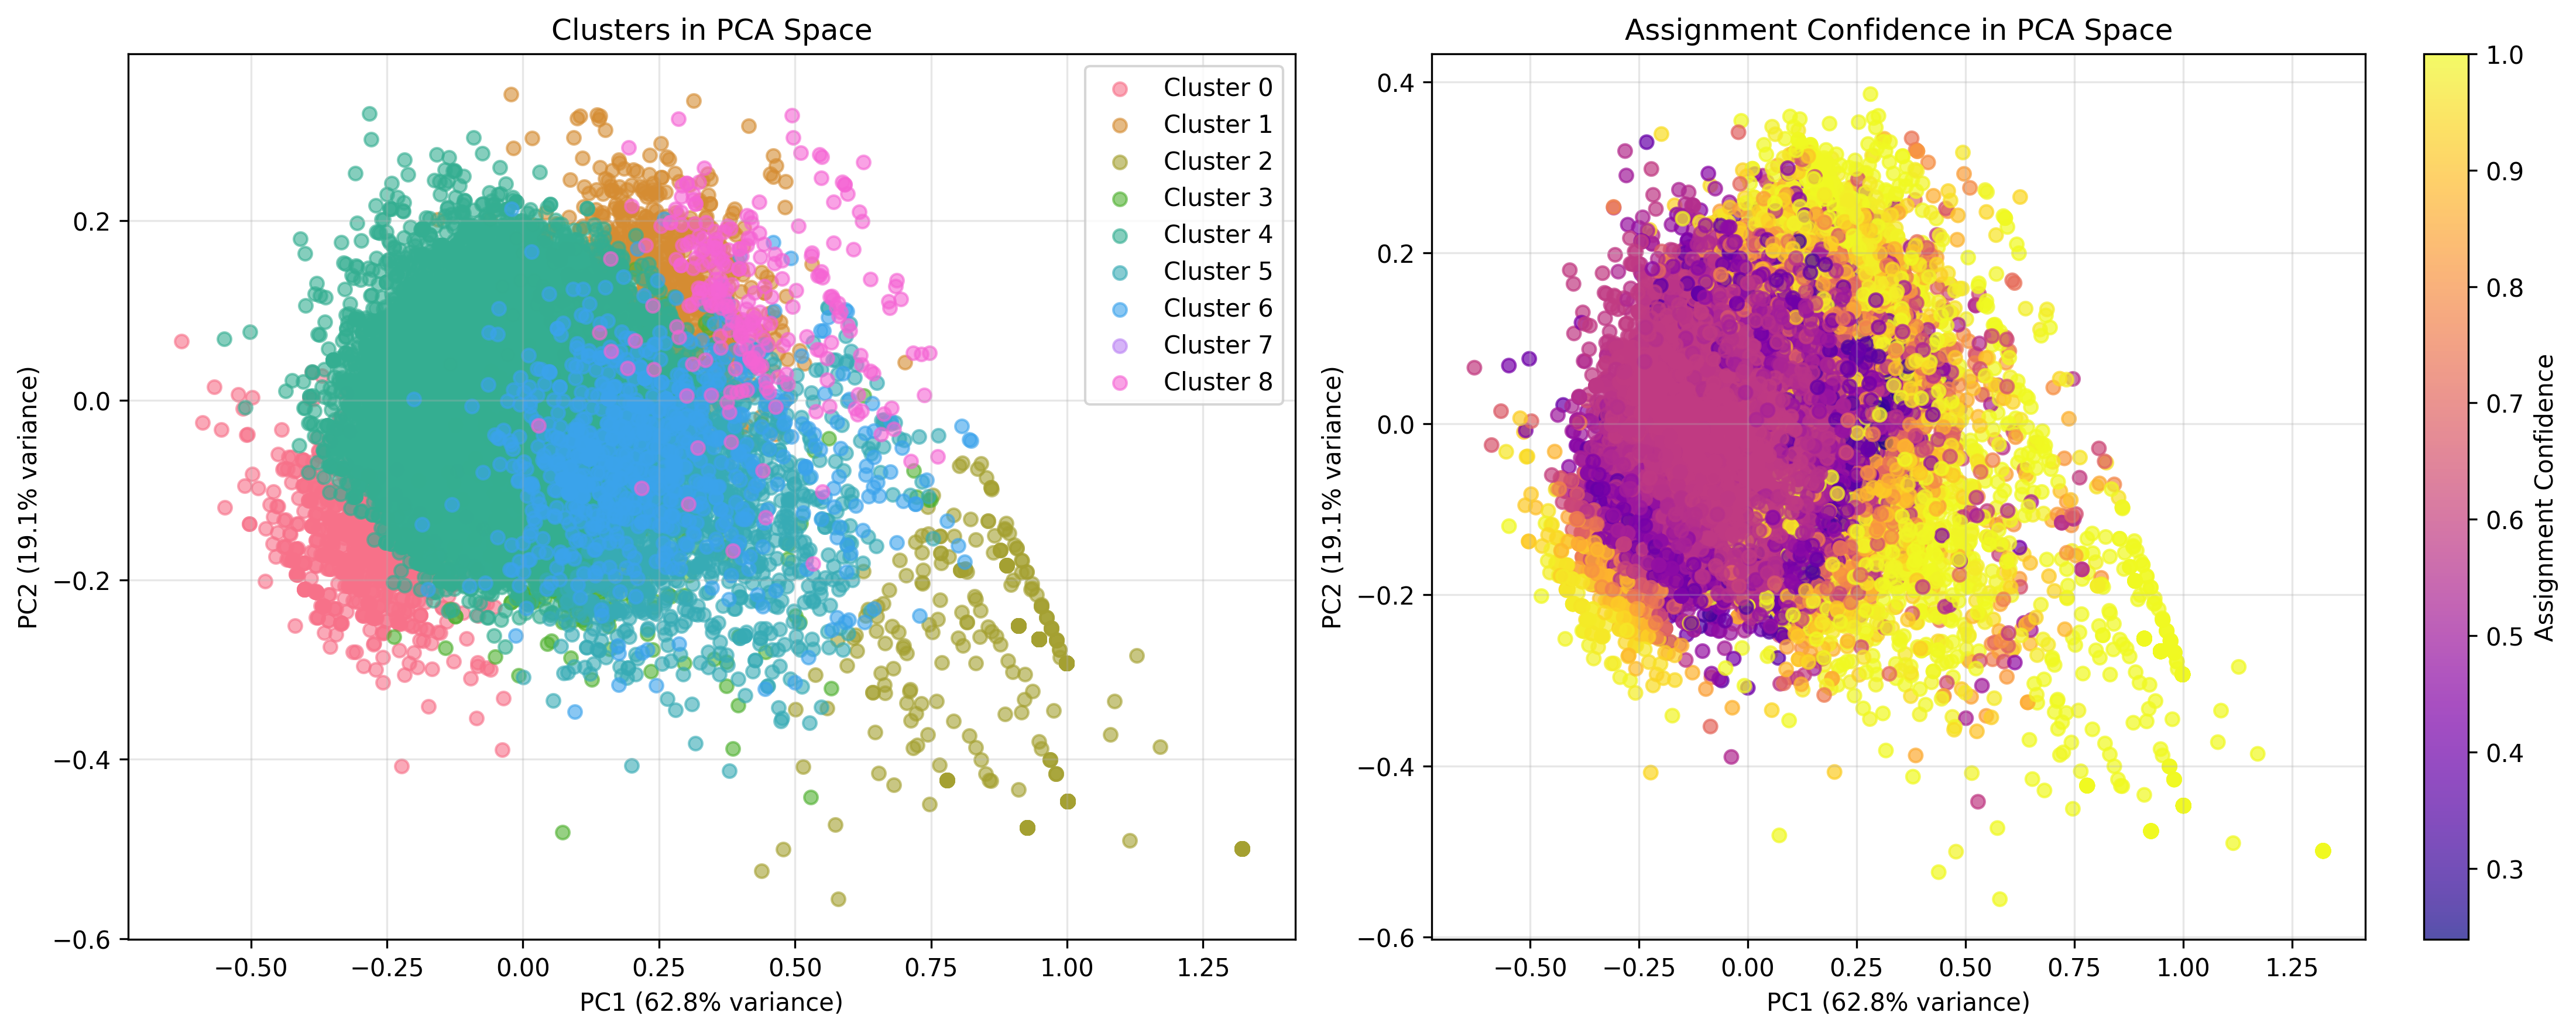 Clusters in PCA Space
Cluster 0
Cluster 1
Cluster 2
Cluster 3
Cluster 4
Cluster 5
Cluster 6
Cluster 7
Cluster 8
0.2
0.0
−0.2
−0.4
−0.6
PC2 (19.1% variance)
−0.50 −0.25 0.00 0.25 0.50 0.75 1.00 1.25
PC1 (62.8% variance)
Assignment Confidence in PCA Space
0.4
0.2
0.0
−0.2
−0.4
−0.6
PC2 (19.1% variance)
−0.50 −0.25 0.00 0.25 0.50 0.75 1.00 1.25
PC1 (62.8% variance)
1.0
0.9
0.8
0.7
0.6
0.5
0.4
0.3
Assignment Confidence